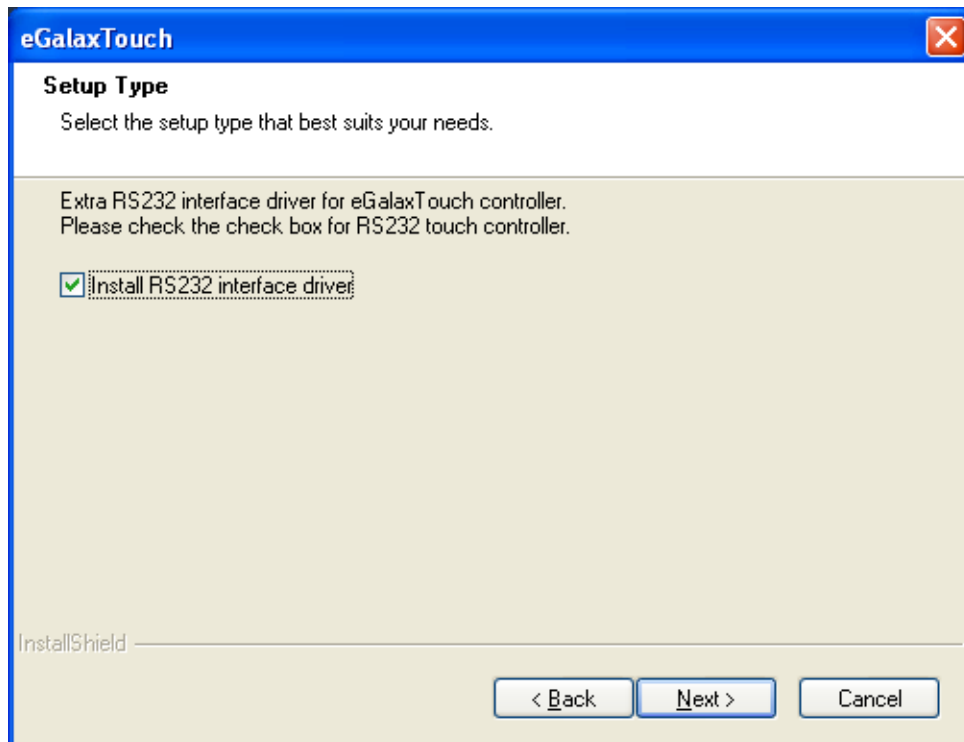 eGalaxTouch
Setup Type
Select the setup type that best suits your needs.
Extra RS232 interface driver for eGalaxTouch controller.
Please check the check box for RS232 touch controller.
Install RS232 interface driver
InstallShield
< Back Next > Cancel